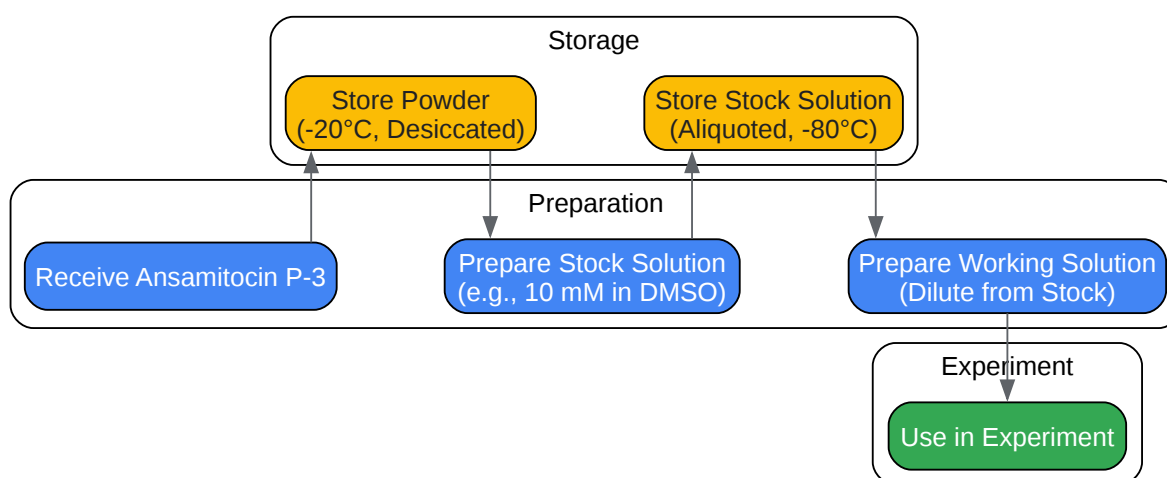 Storage
Store Powder
(-20°C, Desiccated)
Store Stock Solution
(Aliquoted, -80°C)
Preparation
Receive Ansamitocin P-3
Prepare Stock Solution
(e.g., 10 mM in DMSO)
Prepare Working Solution
(Dilute from Stock)
Experiment
Use in Experiment